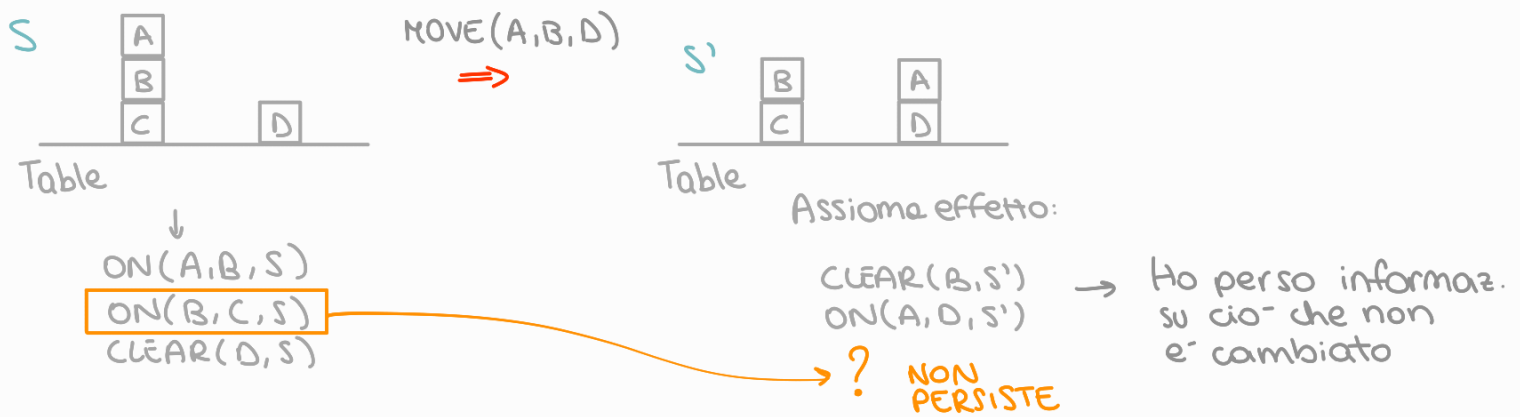 S
A
B
C
D
Table
MOVE(A,B,D)
⇒
S'
B
C
A
D
Table
↓
ON(A,B,S)
ON(B,C,S)
CLEAR(D,S)
Assioma effetto:
CLEAR(B,S') → Ho perso informaz.
ON(A,D,S') su cio- che non
e- cambiato
? NON
PERSISTE